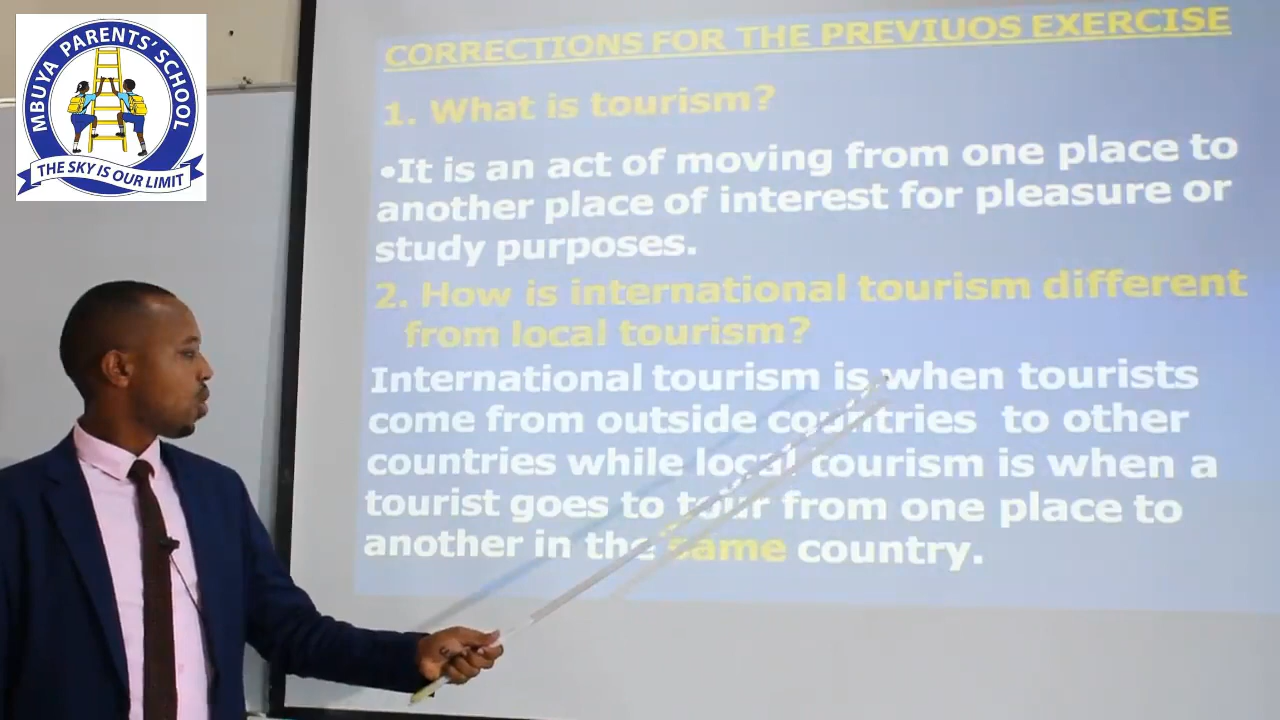 MBUYA PARENTS' SCHOOL
THE SKY IS OUR LIMIT
CORRECTIONS FOR THE PREVIUOS EXERCISE
1. What is tourism?
•It is an act of moving from one place to
another place of interest for pleasure or
study purposes.
2. How is international tourism different
from local tourism?
International tourism is when tourists
come from outside countries to other
countries while local tourism is when a
tourist goes to tour from one place to
another in the same country.